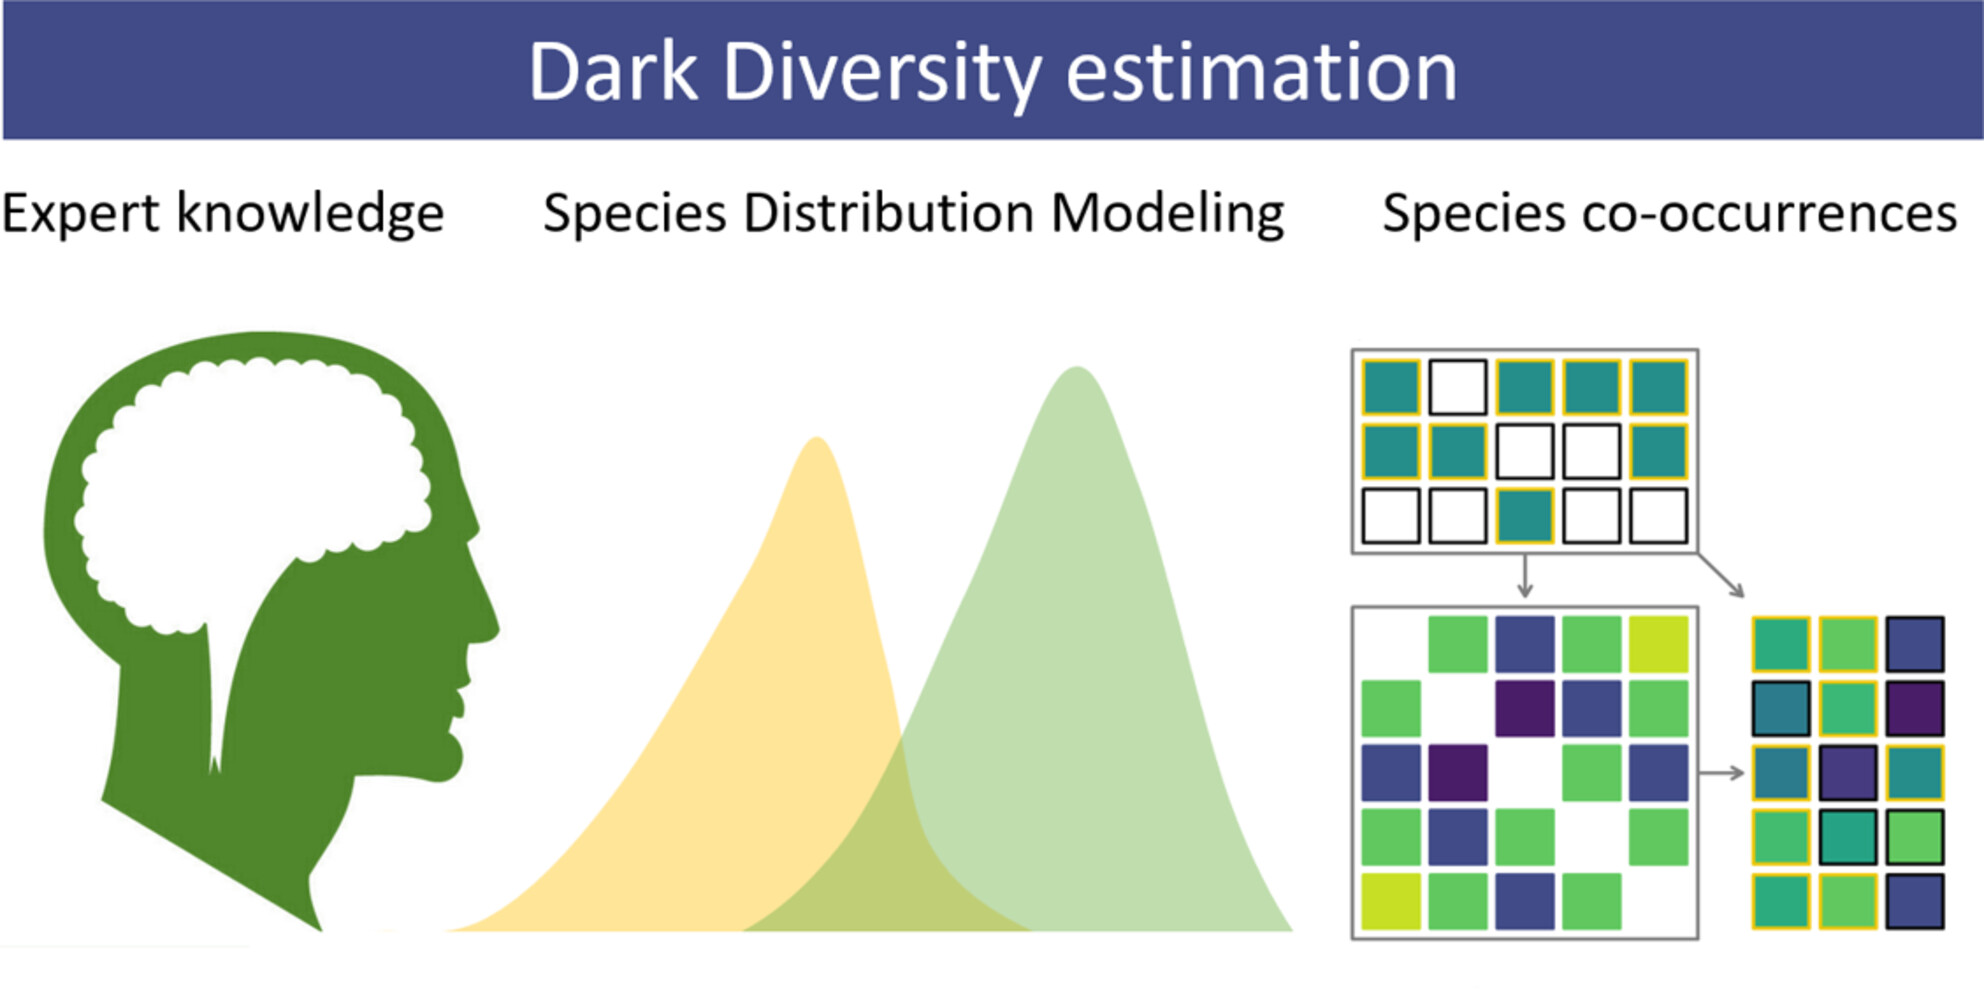 Dark Diversity estimation
Expert knowledge
Species Distribution Modeling
Species co-occurrences